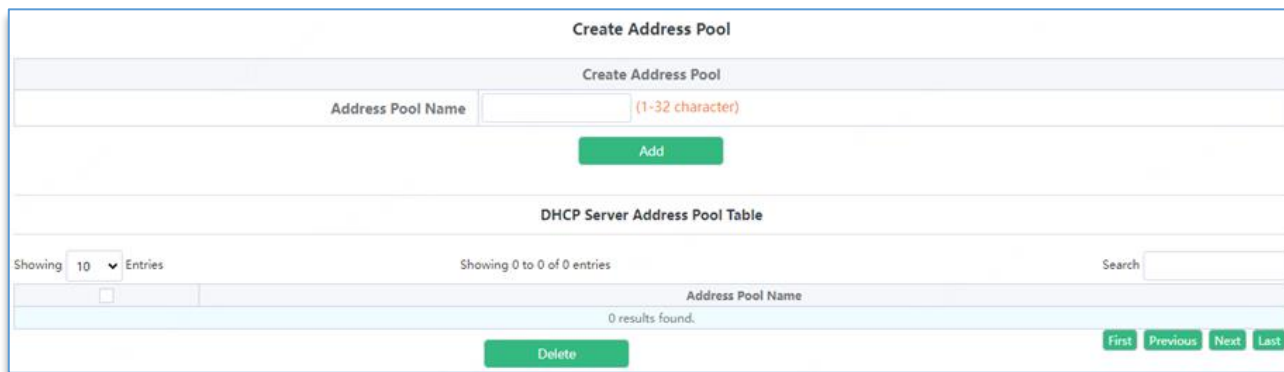 Create Address Pool
Create Address Pool
Address Pool Name (1-32 character)
Add
DHCP Server Address Pool Table
Showing 10 Entries Showing 0 to 0 of 0 entries Search
Address Pool Name
0 results found.
Delete First Previous Next Last